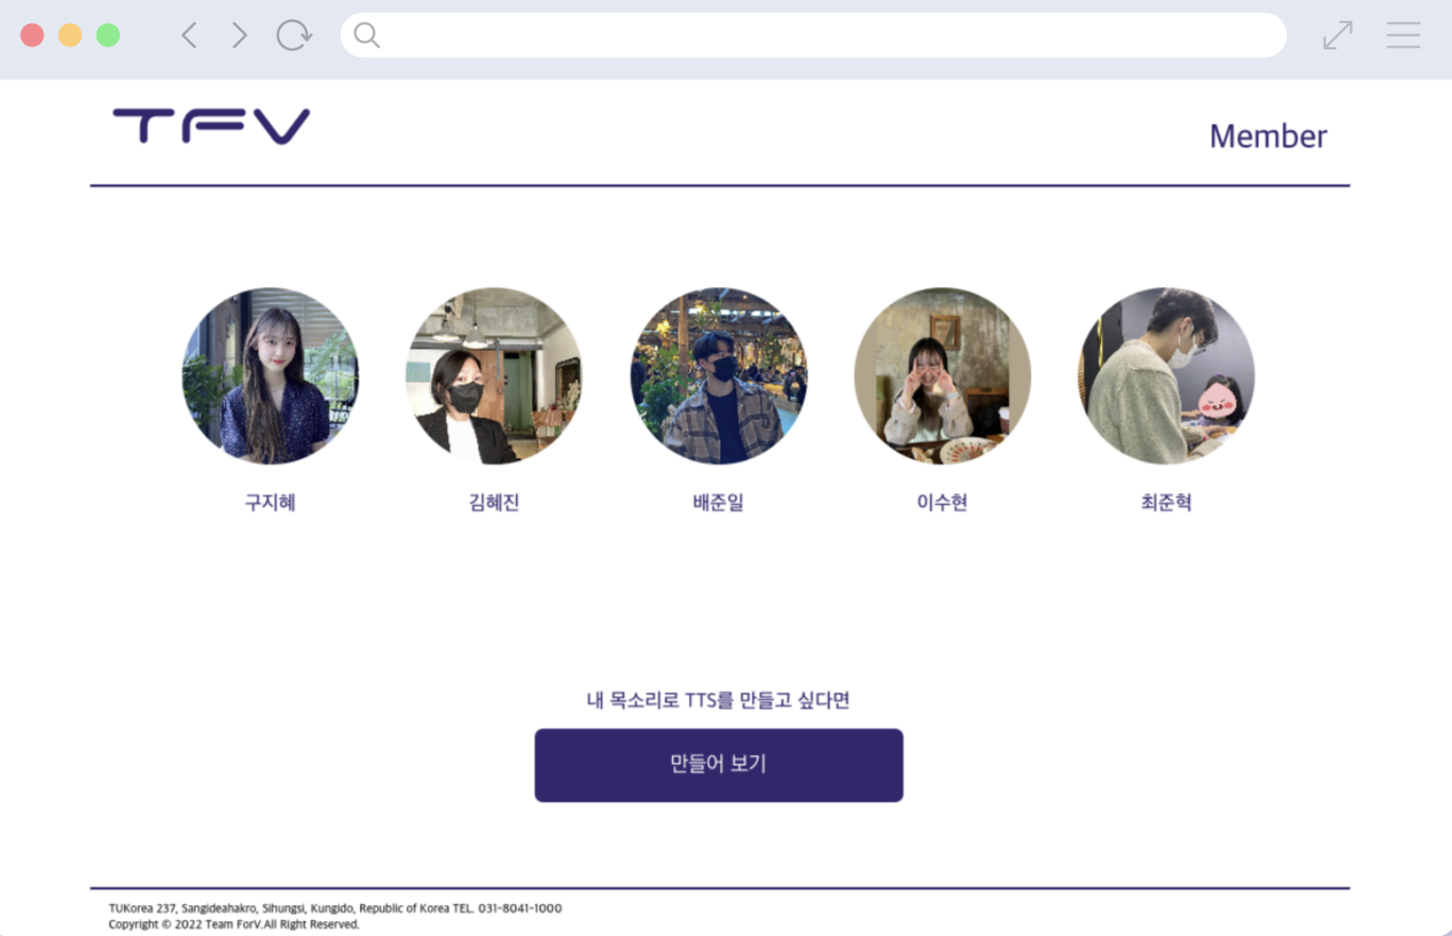 TFV
Member
구지혜
김혜진
배준일
이수현
최준혁
내 목소리로 TTS를 만들고 싶다면
만들어 보기
TUKorea 237, Sangideahakro, Sihungsi, Kungido, Republic of Korea TEL. 031-8041-1000
Copyright © 2022 Team ForV.All Right Reserved.